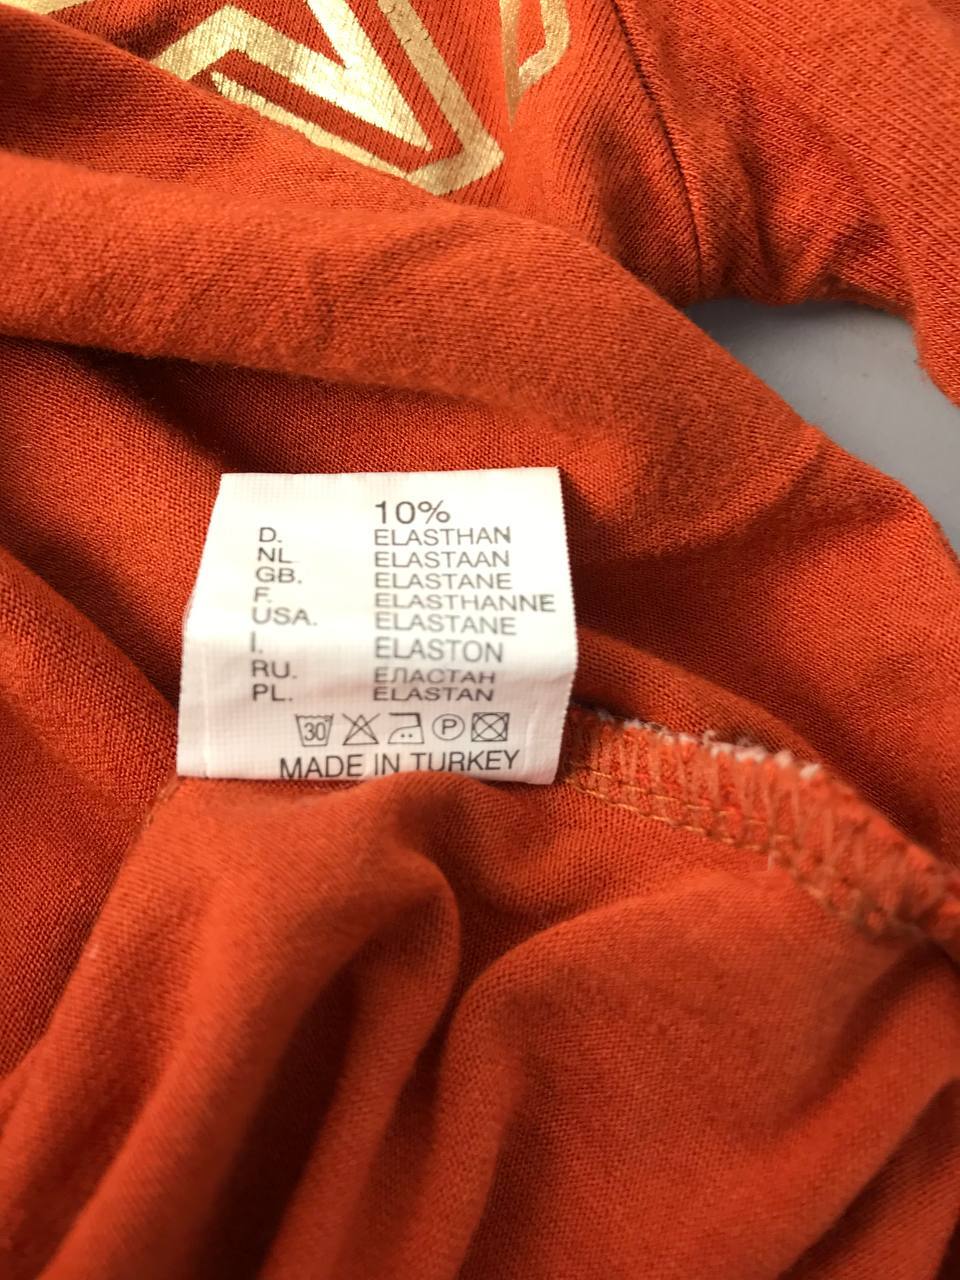 10%
D. ELASTHAN
NL ELASTAAN
GB. ELASTANE
F. ELASTHANNE
USA. ELASTANE
I. ELASTON
RU. ЕЛАСТАН
PL. ELASTAN
30 P
MADE IN TURKEY